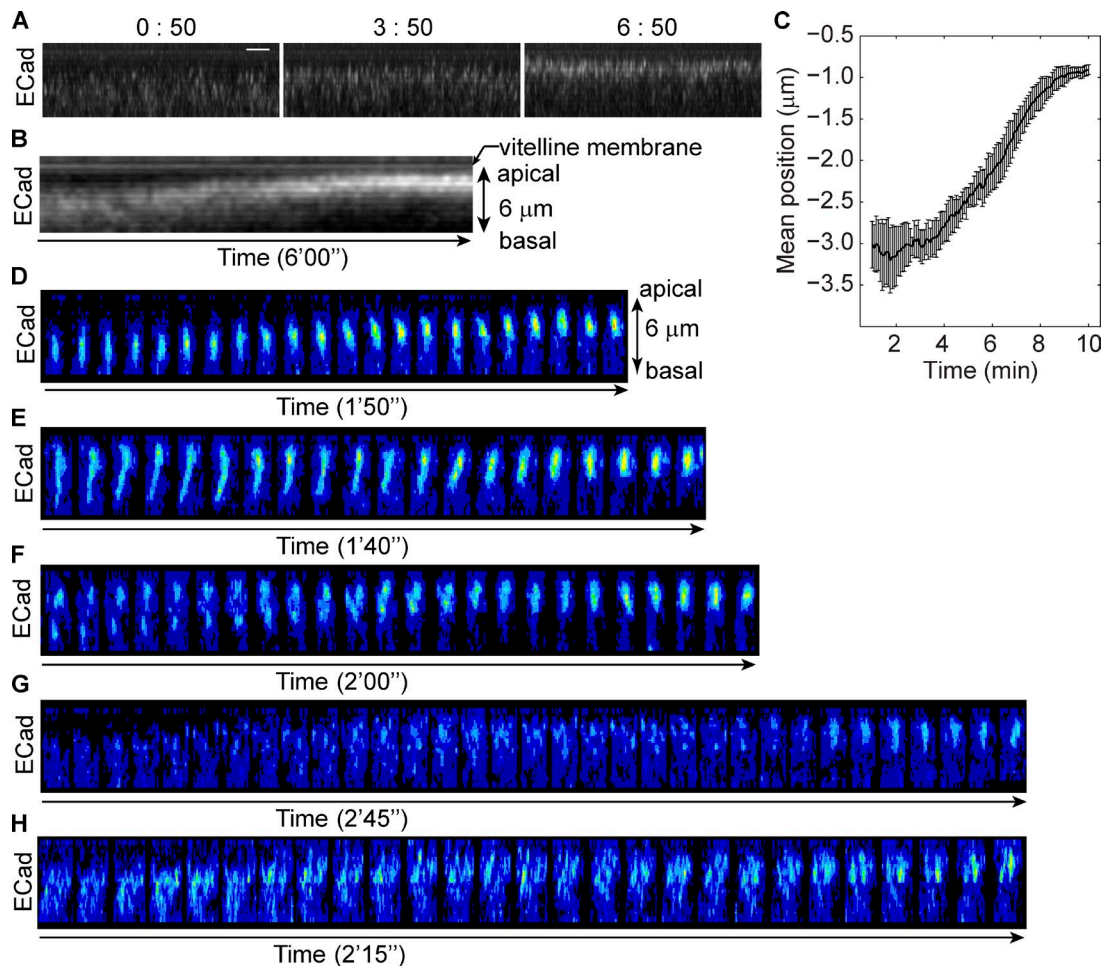 A
0 : 50
3 : 50
6 : 50
ECad
B
ECad
vitelline membrane
apical
6 μm
basal
Time (6'00")
C
Mean position (μm)
−0.5
−1.0
−1.5
−2.0
−2.5
−3.0
−3.5
2 4 6 8 10
Time (min)
D
ECad
apical
6 μm
basal
Time (1'50")
E
ECad
Time (1'40")
F
ECad
Time (2'00")
G
ECad
Time (2'45")
H
ECad
Time (2'15")